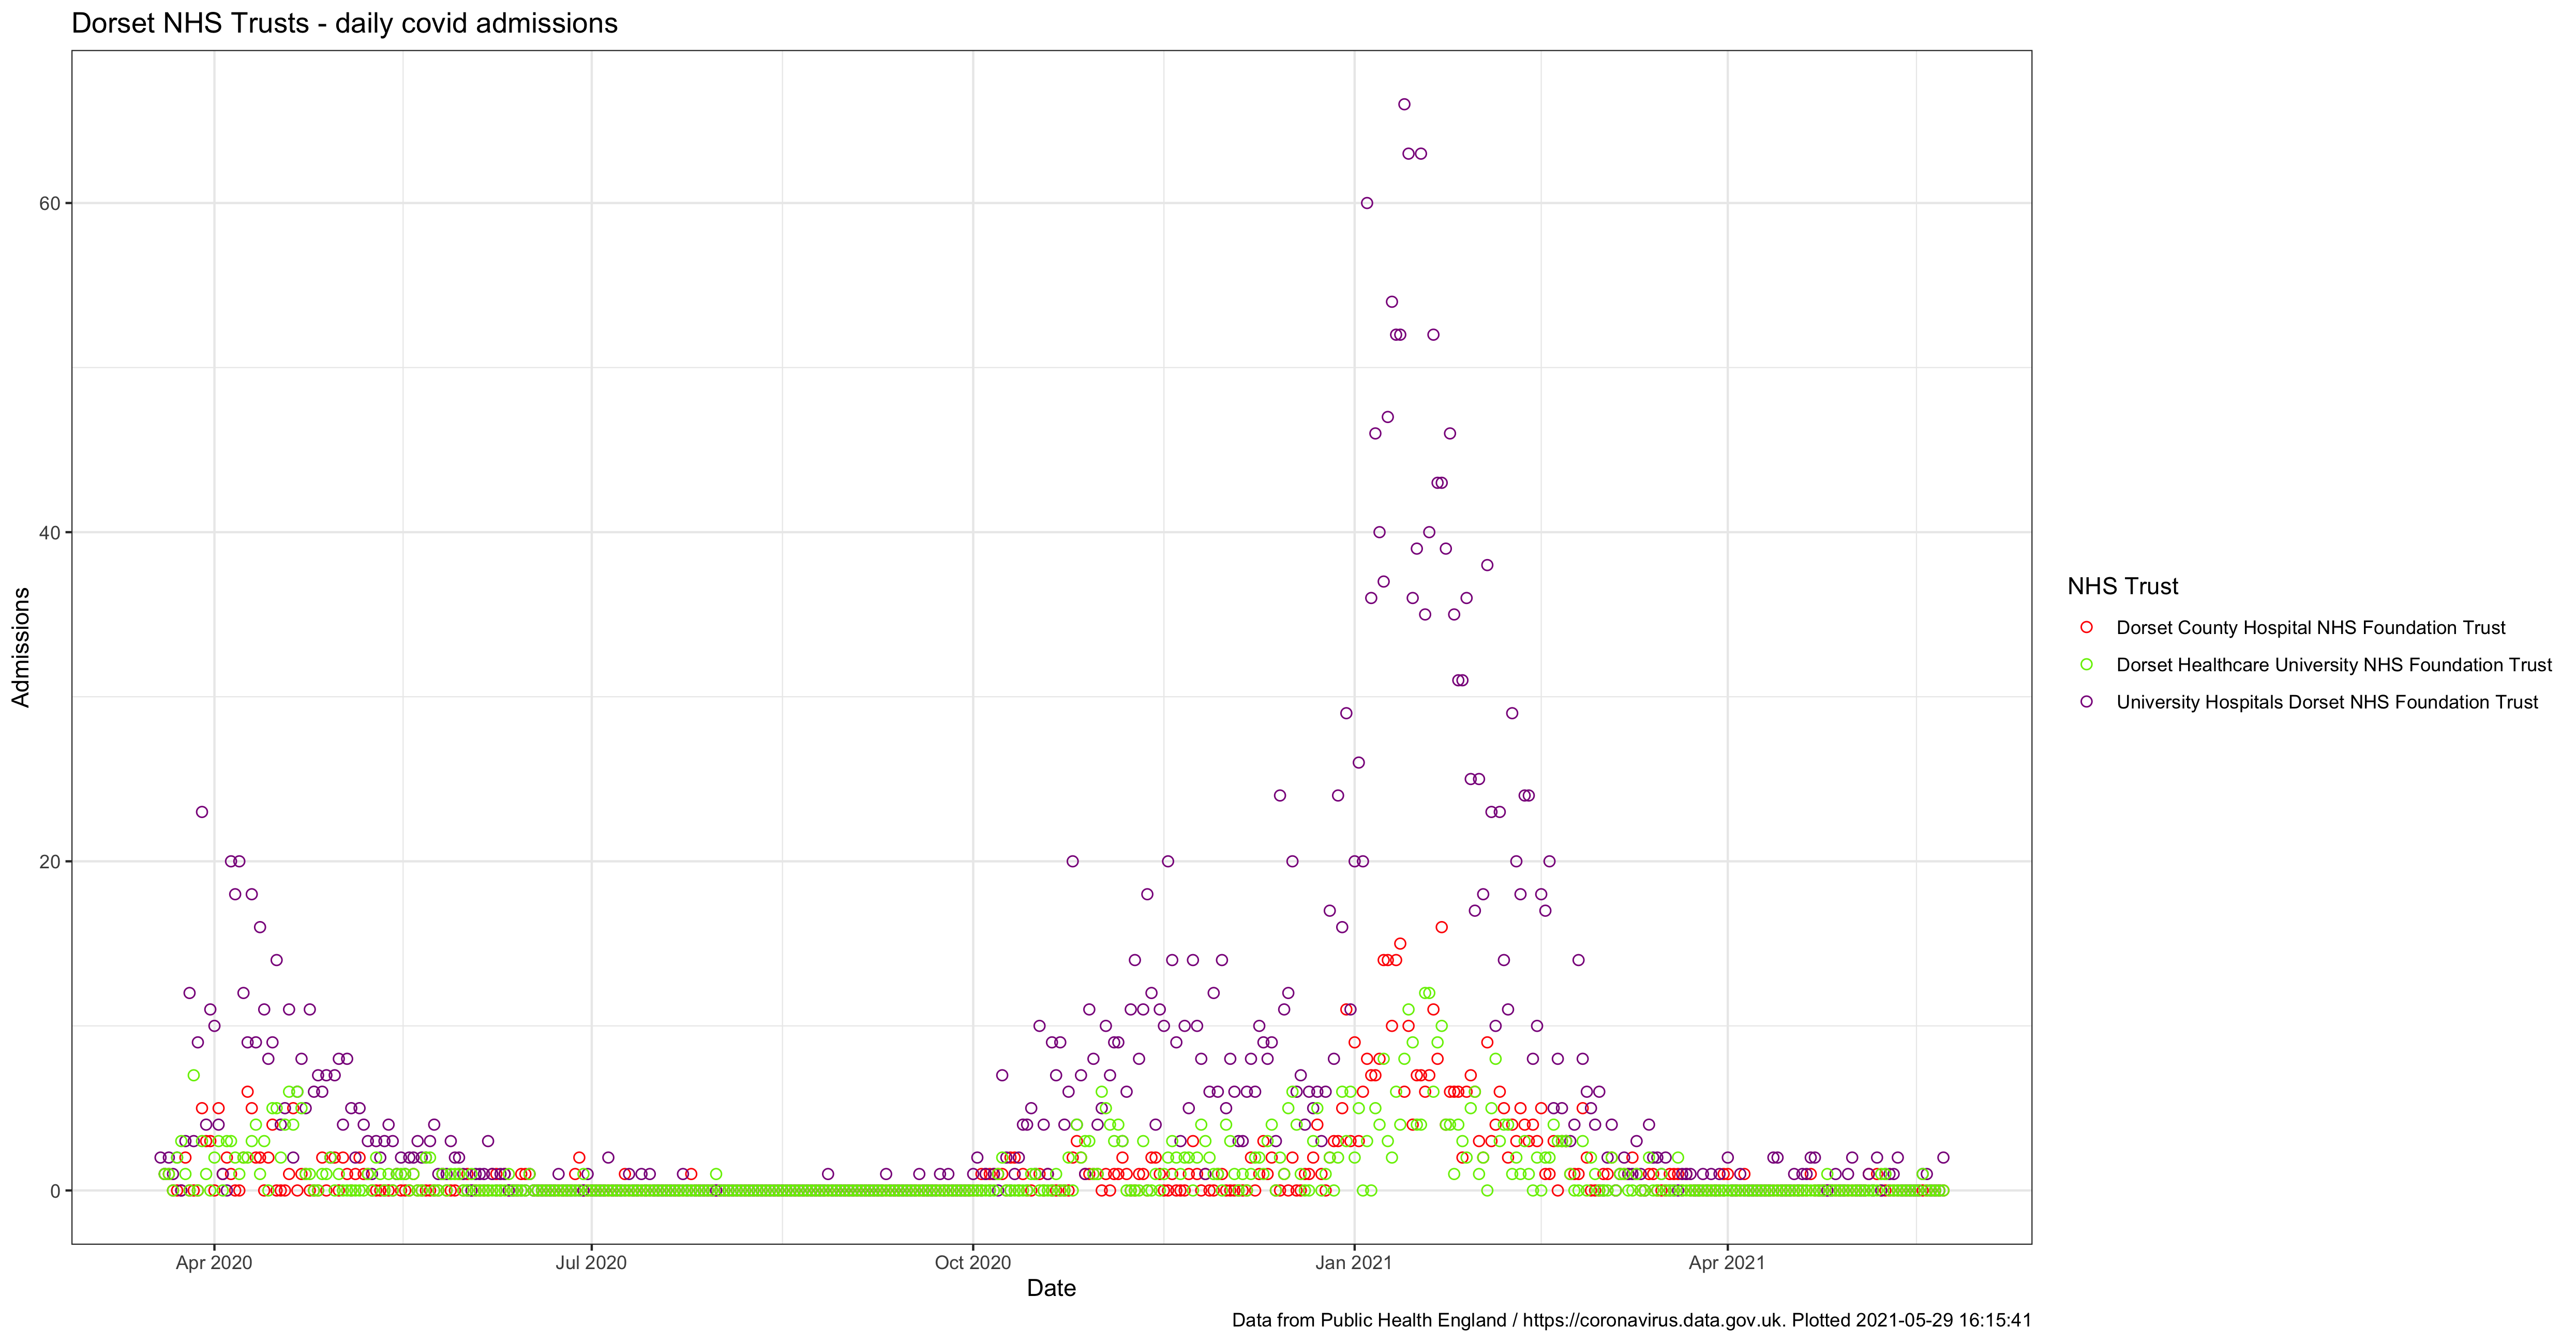 Dorset NHS Trusts - daily covid admissions
60
40
20
0
Admissions
Apr 2020
Jul 2020
Oct 2020
Jan 2021
Apr 2021
Date
NHS Trust
Dorset County Hospital NHS Foundation Trust
Dorset Healthcare University NHS Foundation Trust
University Hospitals Dorset NHS Foundation Trust
Data from Public Health England / https://coronavirus.data.gov.uk. Plotted 2021-05-29 16:15:41